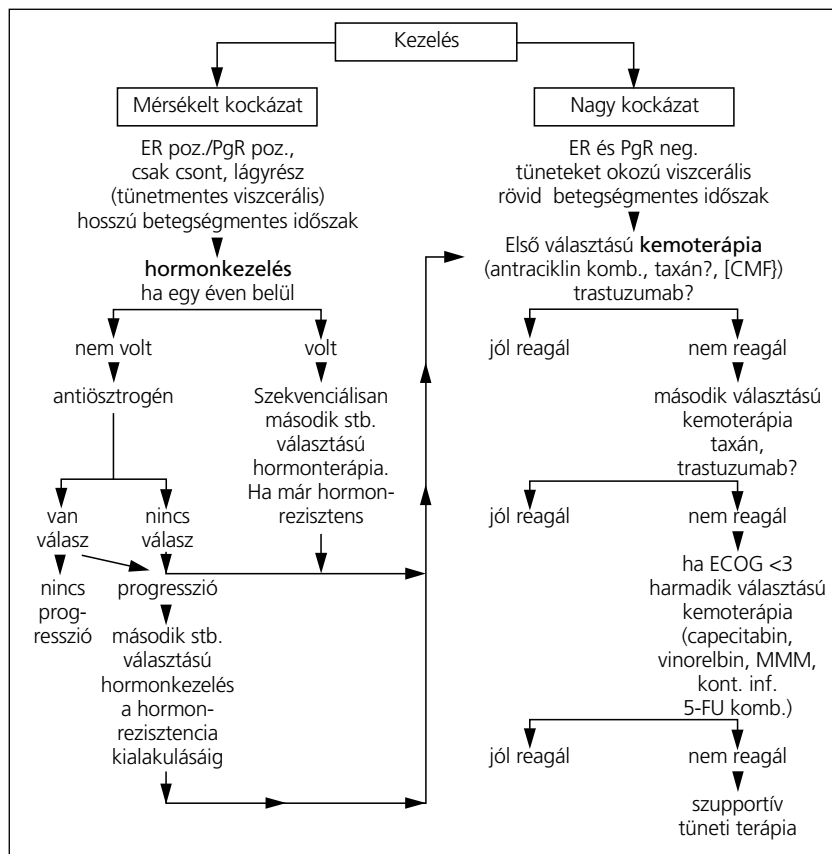 Kezelés
Mérsékelt kockázat
ER poz./PgR poz.,
csak csont, lágyrész
(tünetmentes viszcerális)
hosszú betegségmentes időszak
hormonkezelés
ha egy éven belül
nem volt
volt
antiösztrogén
Szekvenciálisan
második stb.
választású
hormonterápia.
Ha már hormon-
rezisztens
van
válasz
nincs
válasz
nincs
prog-
resszió
progresszió
második stb.
választású
hormonkezelés
a hormon-
rezisztencia
kialakulásáig
Nagy kockázat
ER és PgR neg.
tüneteket okozú viszcerális
rövid betegségmentes időszak
Első választású kemoterápia
(antraciklin komb., taxán?, [CMF})
trastuzumab?
jól reagál
nem reagál
második választású
kemoterápia
taxán,
trastuzumab?
jól reagál
nem reagál
ha ECOG <3
harmadik választású
kemoterápia
(capecitabin,
vinorelbin, MMM,
kont. inf.
5-FU komb.)
jól reagál
nem reagál
szupportív
tüneti terápia